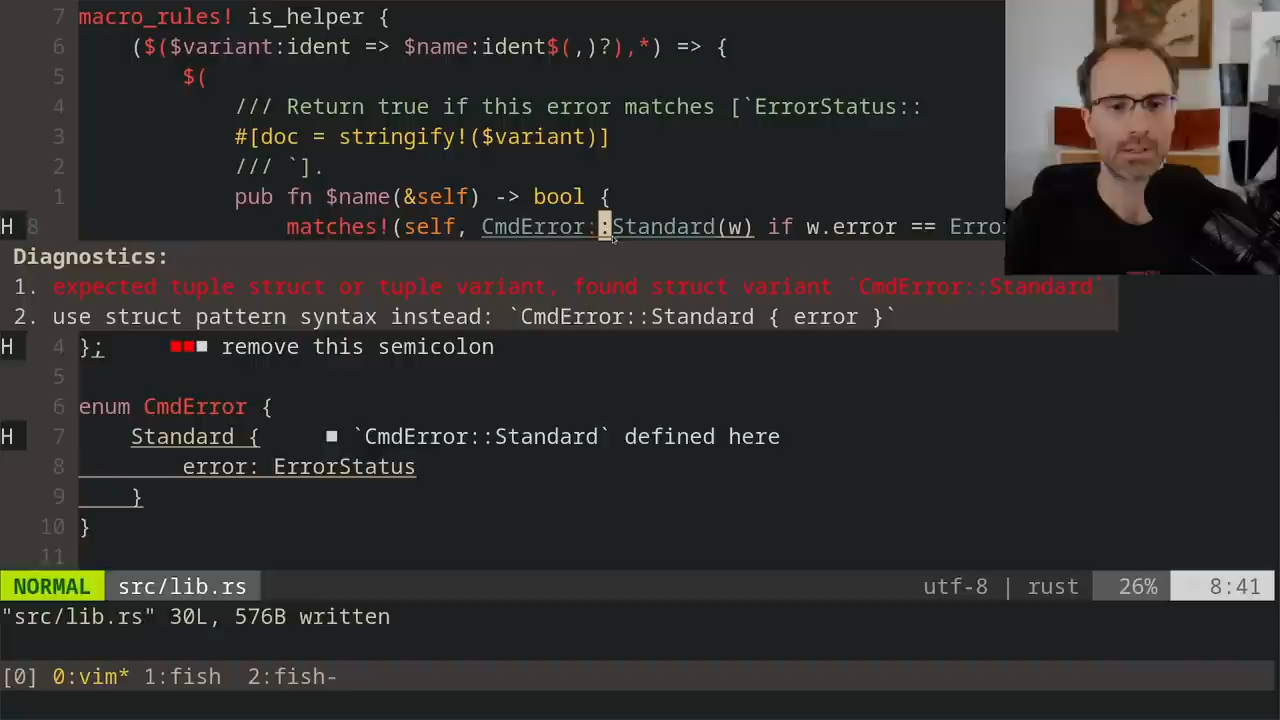 7 macro_rules! is_helper {
6 ($($variant:ident => $name:ident$(,)?),*) => {
5 $(
4 /// Return true if this error matches [`ErrorStatus::
3 #[doc = stringify!($variant)]
2 /// `].
1 pub fn $name(&self) -> bool {
H 8 matches!(self, CmdError::Standard(w) if w.error == Erro
Diagnostics:
1. expected tuple struct or tuple variant, found struct variant `CmdError::Standard`
2. use struct pattern syntax instead: `CmdError::Standard { error }`
H 4 }; ■■■ remove this semicolon
5
6 enum CmdError {
H 7 Standard { ■ `CmdError::Standard` defined here
8 error: ErrorStatus
9 }
10 }
11
NORMAL src/lib.rs utf-8 | rust 26% 8:41
"src/lib.rs" 30L, 576B written
[0] 0:vim* 1:fish 2:fish-